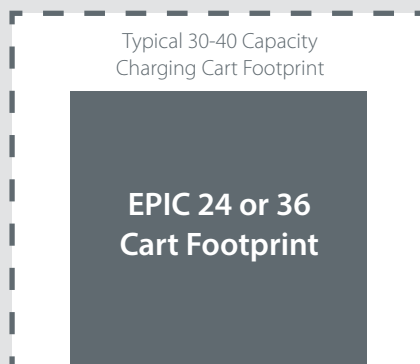 Typical 30-40 Capacity
Charging Cart Footprint
EPIC 24 or 36
Cart Footprint